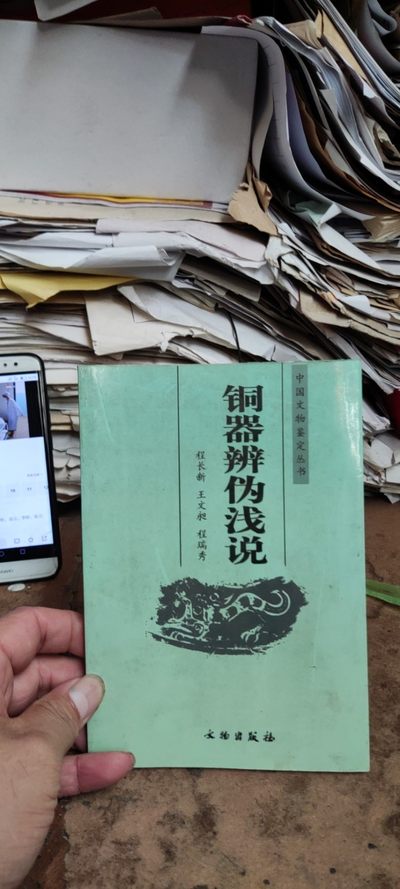 中国文物鉴定丛书
铜器辨伪浅说
程长新 王文昶 程瑞秀
文物出版社